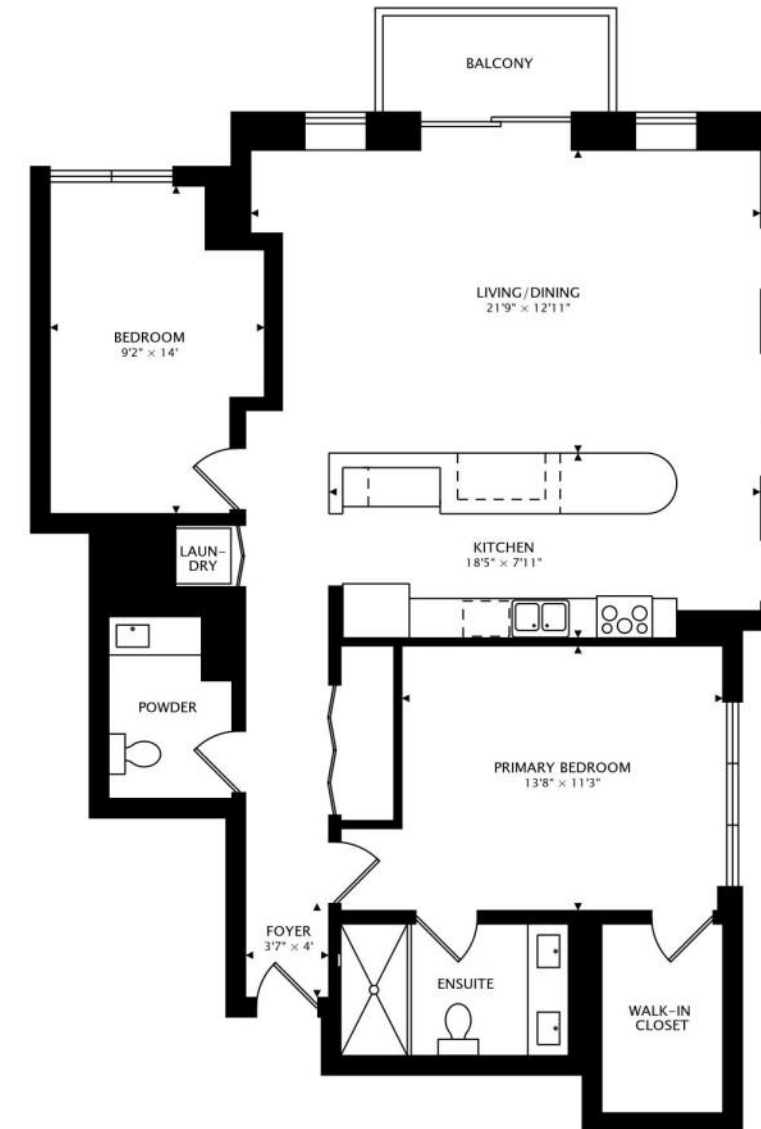 BALCONY
LIVING/DINING
21'9" × 12'11"
BEDROOM
9'2" × 14'
KITCHEN
18'5" × 7'11"
LAUN-
DRY
POWDER
PRIMARY BEDROOM
13'8" × 11'3"
FOYER
3'7" × 4'
ENSUITE
WALK-IN
CLOSET